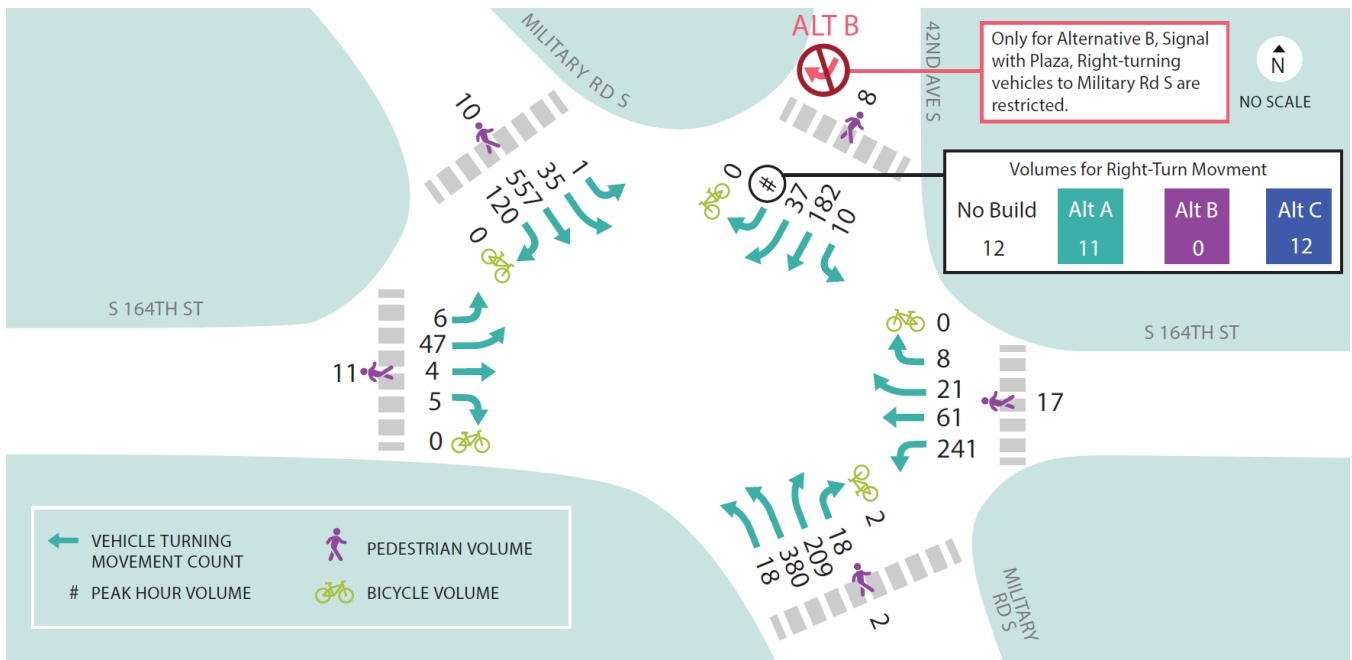 ALT B
MILITARY RD S
42ND AVE S
Only for Alternative B, Signal
with Plaza, Right-turning
vehicles to Military Rd S are
restricted.
N
NO SCALE
10
8
Volumes for Right-Turn Movment
No Build
Alt A
Alt B
Alt C
12
11
0
12
120
557
35
1
0
0
#
37
182
10
S 164TH ST
S 164TH ST
6
47
4
5
0
11
0
8
21
61
241
17
18
380
209
18
2
2
MILITARY
RD S
VEHICLE TURNING
MOVEMENT COUNT
# PEAK HOUR VOLUME
PEDESTRIAN VOLUME
BICYCLE VOLUME